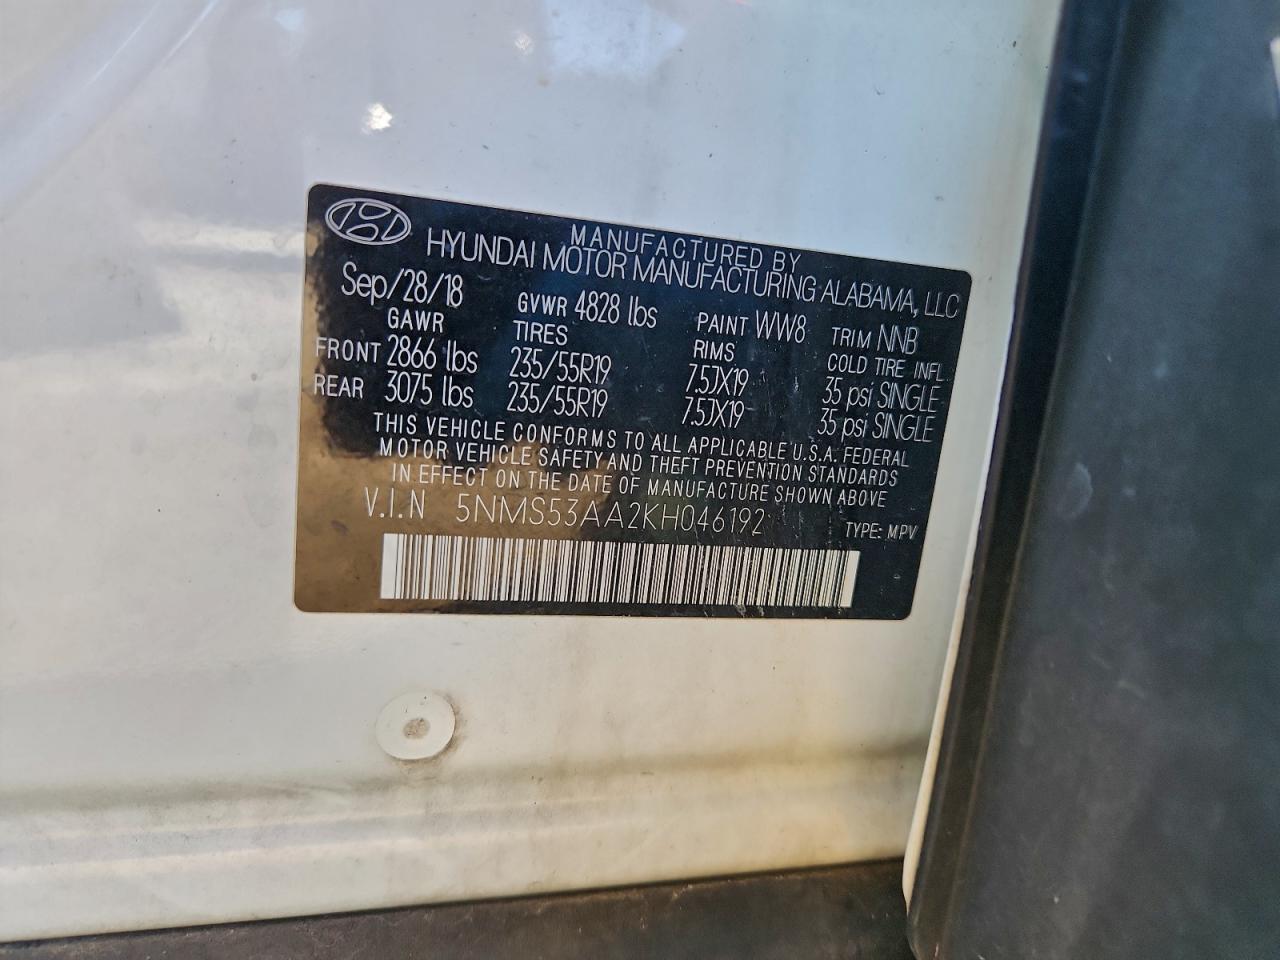 MANUFACTURED BY
HYUNDAI MOTOR MANUFACTURING ALABAMA, LLC
Sep/28/18 GVWR 4828 lbs PAINT WW8 TRIM NNB
GAWR TIRES RIMS COLD TIRE INFL.
FRONT 2866 lbs 235/55R19 7.5JX19 35 psi SINGLE
REAR 3075 lbs 235/55R19 7.5JX19 35 psi SINGLE
THIS VEHICLE CONFORMS TO ALL APPLICABLE U.S.A. FEDERAL
MOTOR VEHICLE SAFETY AND THEFT PREVENTION STANDARDS
IN EFFECT ON THE DATE OF MANUFACTURE SHOWN ABOVE
V.I.N 5NMS53AA2KH046192 TYPE: MPV